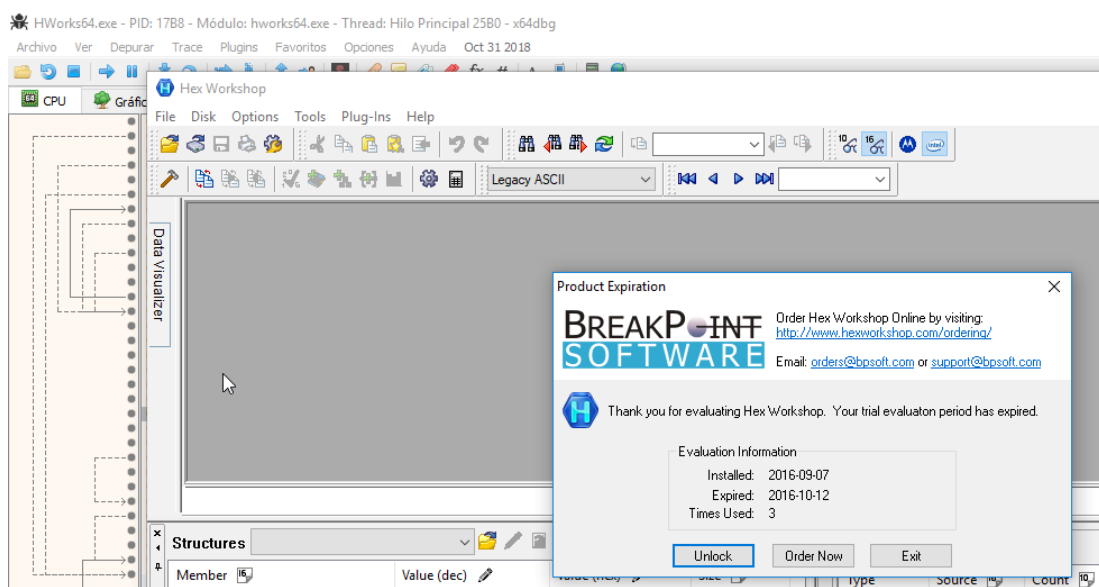 HWorks64.exe - PID: 17B8 - Módulo: hworks64.exe - Thread: Hilo Principal 25B0 - x64dbg
Archivo Ver Depurar Trace Plugins Favoritos Opciones Ayuda Oct 31 2018
CPU Gráfic
Hex Workshop
File Disk Options Tools Plug-Ins Help
Legacy ASCII
Data Visualizer
Product Expiration
BREAKPOINT
SOFTWARE
Order Hex Workshop Online by visiting:
http://www.hexworkshop.com/ordering/
Email: orders@bpsoft.com or support@bpsoft.com
Thank you for evaluating Hex Workshop. Your trial evaluaton period has expired.
Evaluation Information
Installed: 2016-09-07
Expired: 2016-10-12
Times Used: 3
Unlock Order Now Exit
Structures
Member Value (dec) Type Source Count